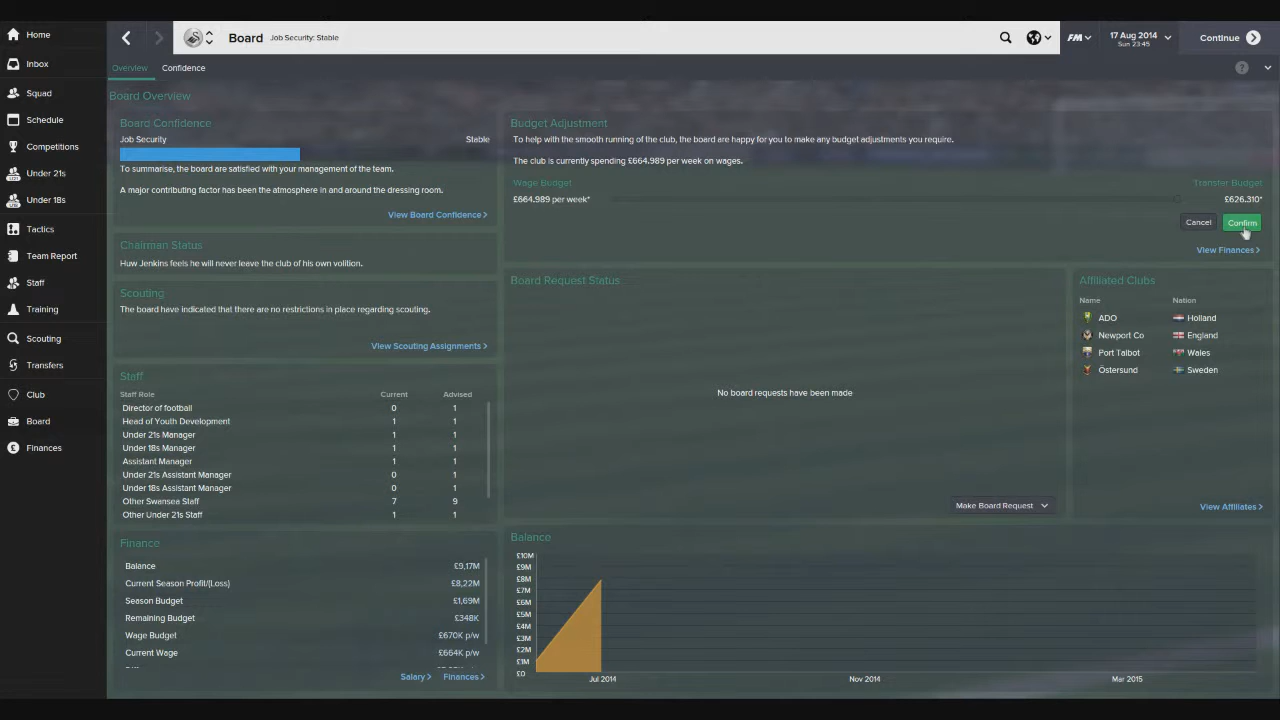 Home
Inbox
Squad
Schedule
Competitions
Under 21s
Under 18s
Tactics
Team Report
Staff
Training
Scouting
Transfers
Club
Board
Finances
Board Job Security: Stable
FM
17 Aug 2014
Sun 23:45
Continue
Overview Confidence
Board Overview
Board Confidence
Job Security Stable
To summarise, the board are satisfied with your management of the team.
A major contributing factor has been the atmosphere in and around the dressing room.
View Board Confidence >
Chairman Status
Huw Jenkins feels he will never leave the club of his own volition.
Scouting
The board have indicated that there are no restrictions in place regarding scouting.
View Scouting Assignments >
Staff
Staff Role Current Advised
Director of football 0 1
Head of Youth Development 1 1
Under 21s Manager 1 1
Under 18s Manager 1 1
Assistant Manager 1 1
Under 21s Assistant Manager 0 1
Under 18s Assistant Manager 0 1
Other Swansea Staff 7 9
Other Under 21s Staff 1 1
Finance
Balance £9,17M
Current Season Profit/(Loss) £8,22M
Season Budget £1,69M
Remaining Budget £348K
Wage Budget £670K p/w
Current Wage £664K p/w
Salary > Finances >
Budget Adjustment
To help with the smooth running of the club, the board are happy for you to make any budget adjustments you require.
The club is currently spending £664.989 per week on wages.
Wage Budget Transfer Budget
£664.989 per week* £626.310*
Cancel Confirm
View Finances >
Board Request Status
No board requests have been made
Make Board Request
Affiliated Clubs
Name Nation
ADO Holland
Newport Co England
Port Talbot Wales
Östersund Sweden
View Affiliates >
Balance
£10M
£9M
£8M
£7M
£6M
£5M
£4M
£3M
£2M
£1M
£0
Jul 2014 Nov 2014 Mar 2015